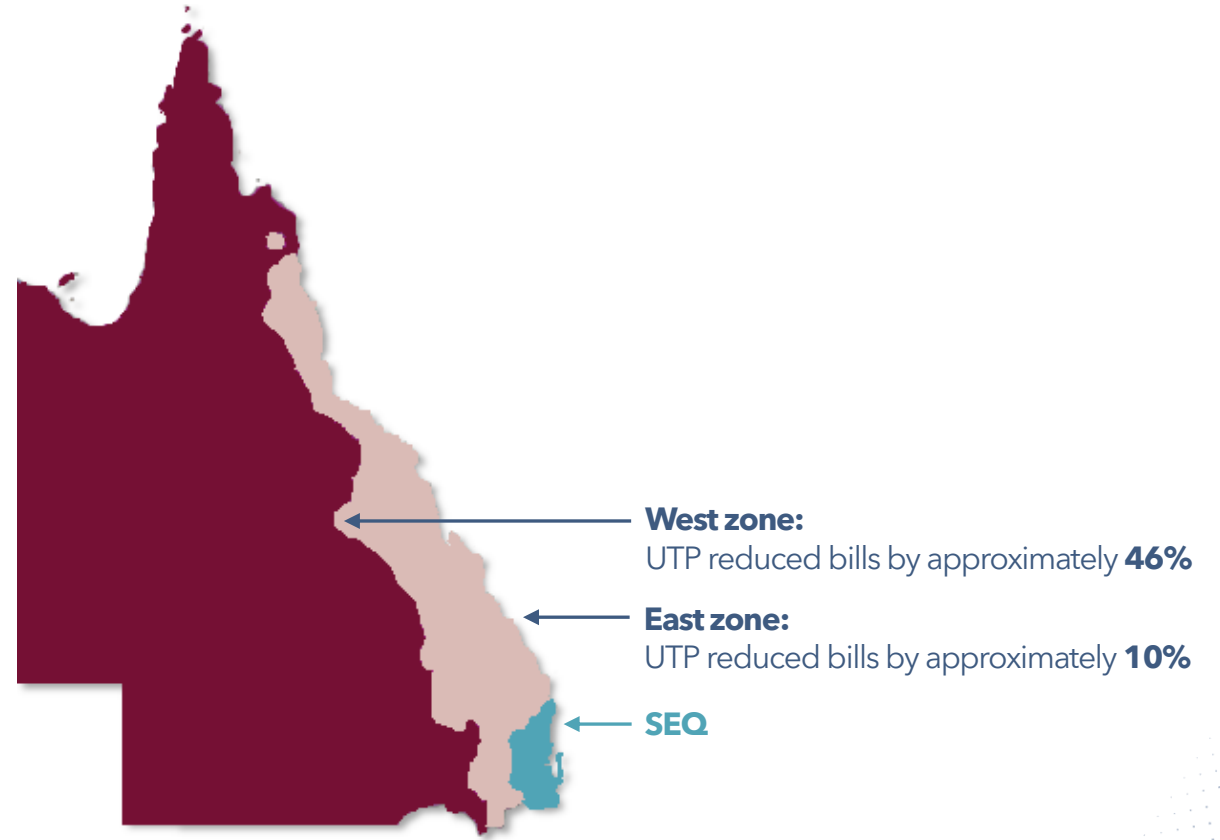 West zone:
UTP reduced bills by approximately 46%
East zone:
UTP reduced bills by approximately 10%
SEQ